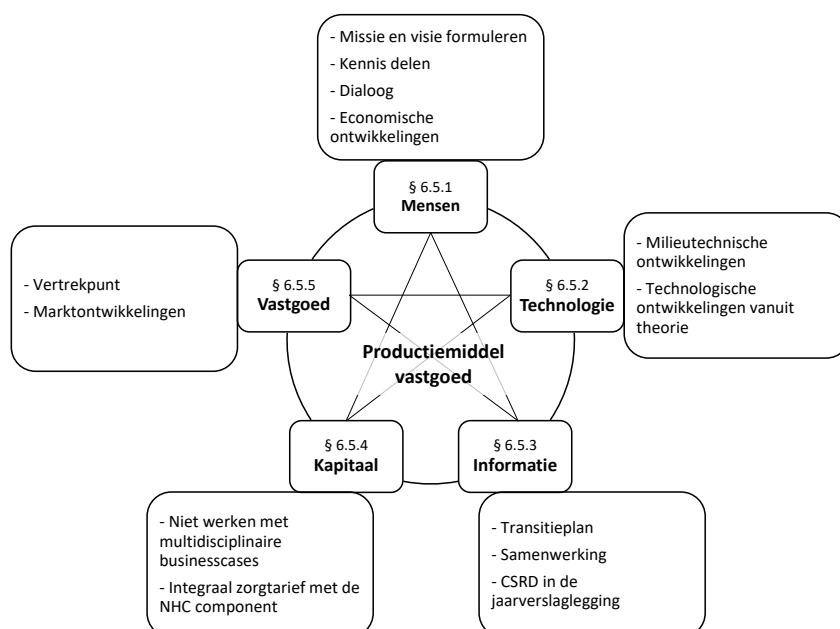 - Missie en visie formuleren
- Kennis delen
- Dialoog
- Economische
ontwikkelingen
§ 6.5.1
Mensen
- Vertrekpunt
- Marktontwikkelingen
§ 6.5.5
Vastgoed
§ 6.5.2
Technologie
- Milieutechnische
ontwikkelingen
- Technologische
ontwikkelingen vanuit
theorie
Productiemiddel
vastgoed
§ 6.5.4
Kapitaal
§ 6.5.3
Informatie
- Niet werken met
multidisciplinaire
businesscases
- Integraal zorgtarief met de
NHC component
- Transitieplan
- Samenwerking
- CSRD in de
jaarverslaglegging